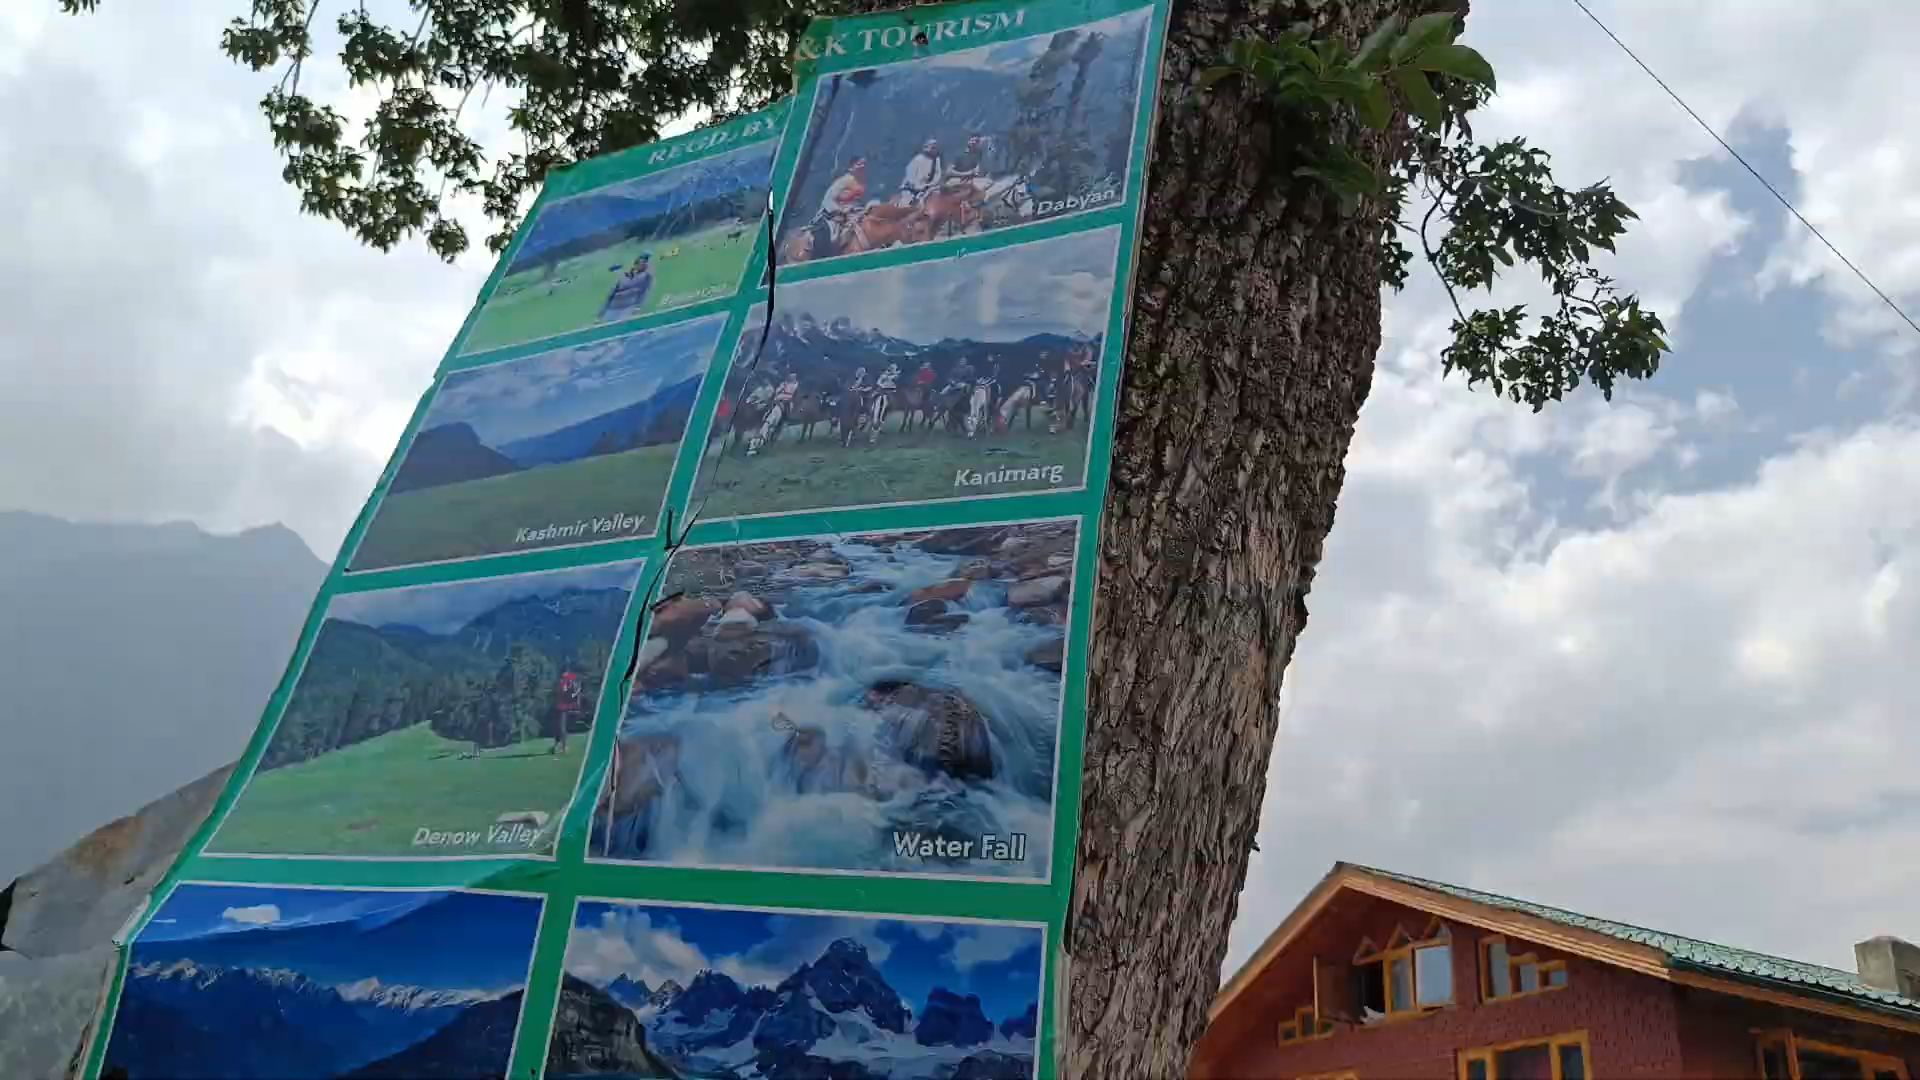 REGD. BY &K TOURISM
Dabyan
Kashmir Valley
Kanimarg
Denow Valley
Water Fall